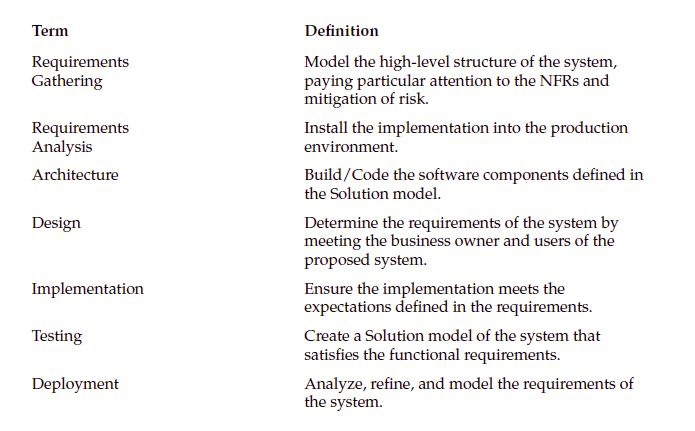 Term Definition
Requirements Model the high-level structure of the system,
Gathering paying particular attention to the NFRs and
mitigation of risk.
Requirements Install the implementation into the production
Analysis environment.
Architecture Build/Code the software components defined in
the Solution model.
Design Determine the requirements of the system by
meeting the business owner and users of the
proposed system.
Implementation Ensure the implementation meets the
expectations defined in the requirements.
Testing Create a Solution model of the system that
satisfies the functional requirements.
Deployment Analyze, refine, and model the requirements of
the system.